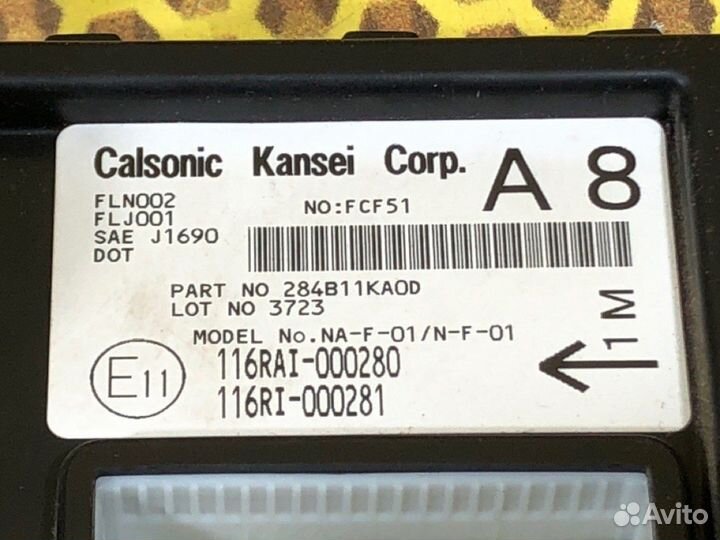 Calsonic Kansei Corp. A 8
FLN002
FLJ001
SAE J1690
DOT
NO:FCF51
PART NO 284B11KA0D
LOT NO 3723
MODEL No.NA-F-01/N-F-01
E11
116RAI-000280
116RI-000281
1M
Avito